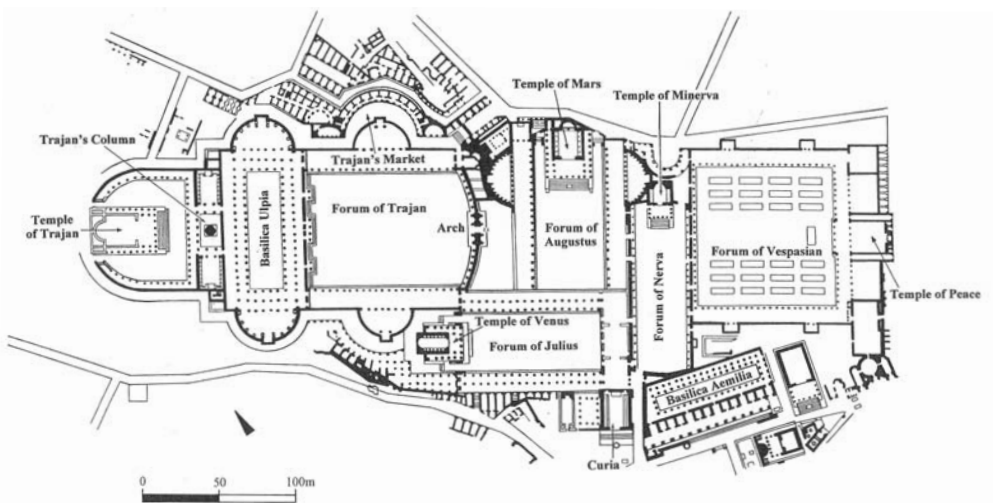 Temple of Mars
Temple of Minerva
Trajan's Column
Trajan's Market
Temple
of Trajan
Basilica Ulpia
Forum of Trajan
Arch
Forum of
Augustus
Forum of Nerva
Forum of Vespasian
Temple of Peace
Temple of Venus
Forum of Julius
Basilica Aemilia
Curia
0 50 100m